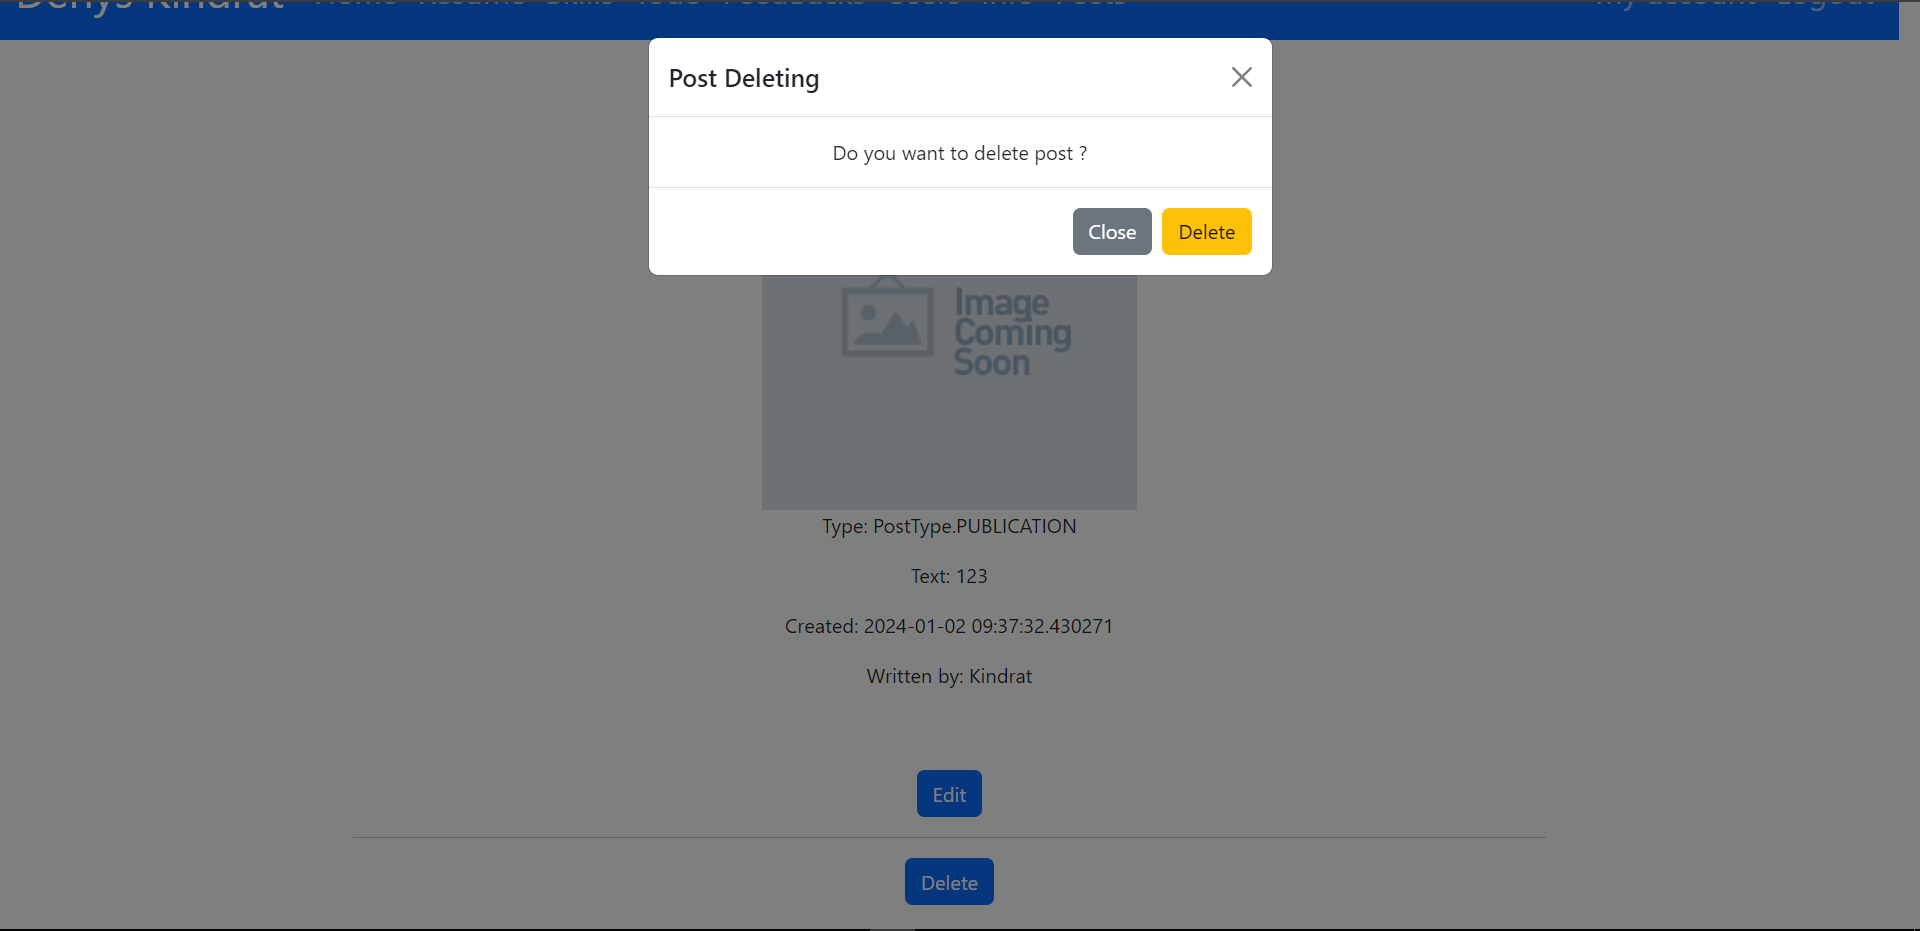 Denys Kindrat Home Resume Skills Todo Feedbacks Users Info Posts My account Logout
Post Deleting
Do you want to delete post ?
Close Delete
Image
Coming
Soon
Type: PostType.PUBLICATION
Text: 123
Created: 2024-01-02 09:37:32.430271
Written by: Kindrat
Edit
Delete